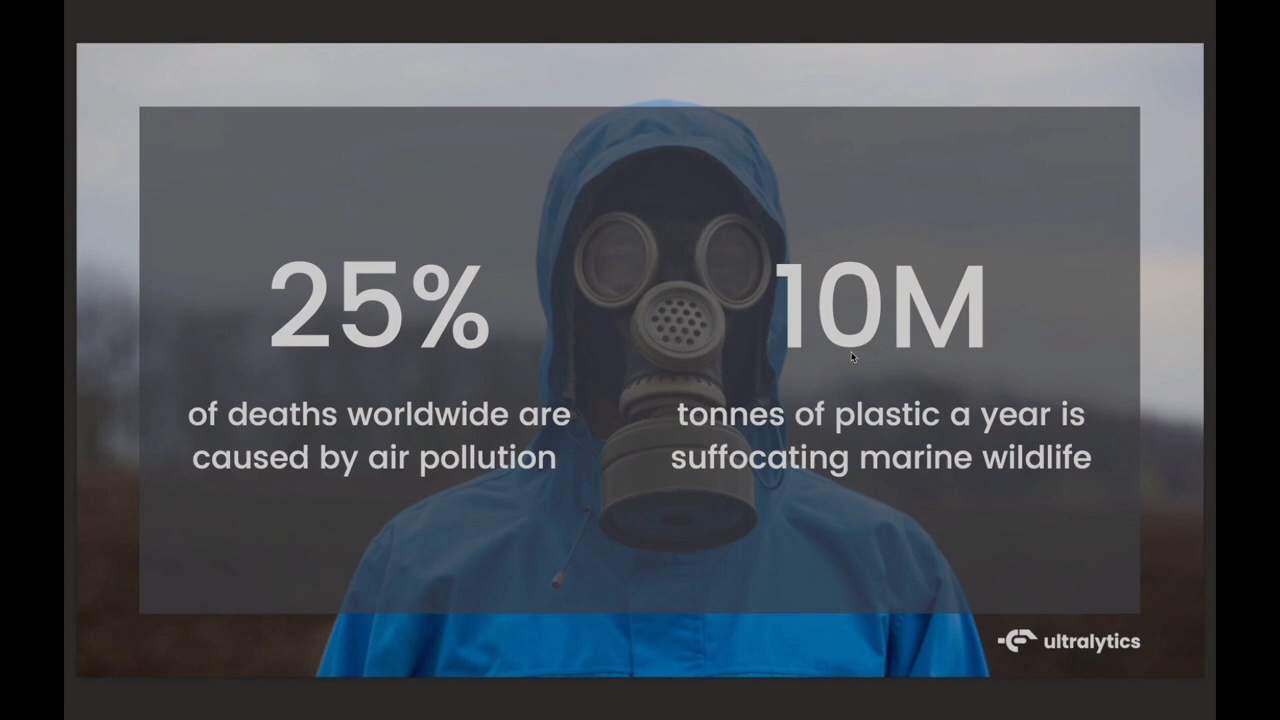 25%
of deaths worldwide are
caused by air pollution
10M
tonnes of plastic a year is
suffocating marine wildlife
ultralytics